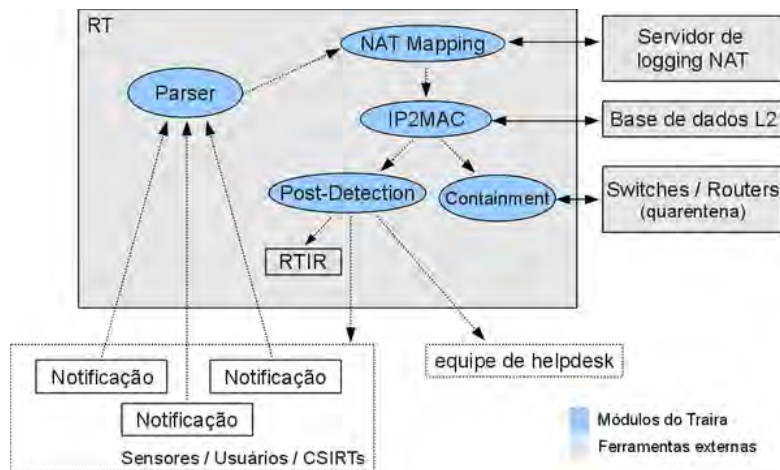 RT
NAT Mapping
Servidor de
logging NAT
Parser
IP2MAC
Base de dados L2
Post-Detection
Containment
Switches / Routers
(quarentena)
RTIR
Notificação
Notificação
Notificação
equipe de helpdesk
Sensores / Usuários / CSIRTs
Módulos do Traira
Ferramentas externas